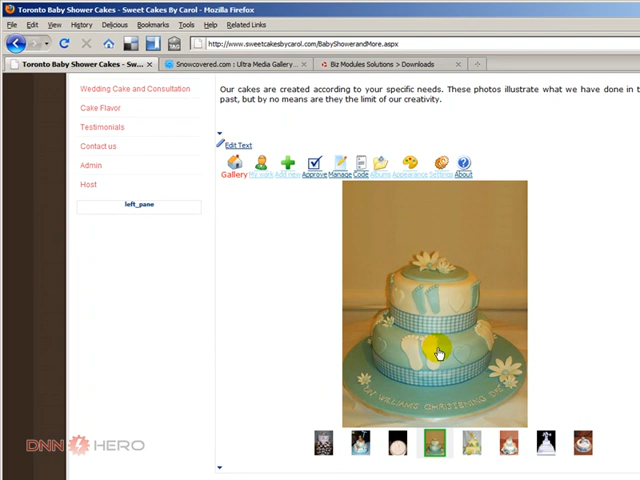 Toronto Baby Shower Cakes - Sweet Cakes By Carol - Mozilla Firefox
File Edit View History Delicious Bookmarks Tools Help Related Links
TAG http://www.sweetcakesbycarol.com/BabyShowerandMore.aspx
Toronto Baby Shower Cakes - Sw... Snowcovered.com : Ultra Media Gallery... Biz Modules Solutions > Downloads
Wedding Cake and Consultation
Cake Flavor
Testimonials
Contact us
Admin
Host
left_pane
Our cakes are created according to your specific needs. These photos illustrate what we have done in t
past, but by no means are they the limit of our creativity.
Edit Text
Gallery My work Add new Approve Manage Code Albums Appearance Settings About
WILLIAMS CHRISTENING
DNN HERO